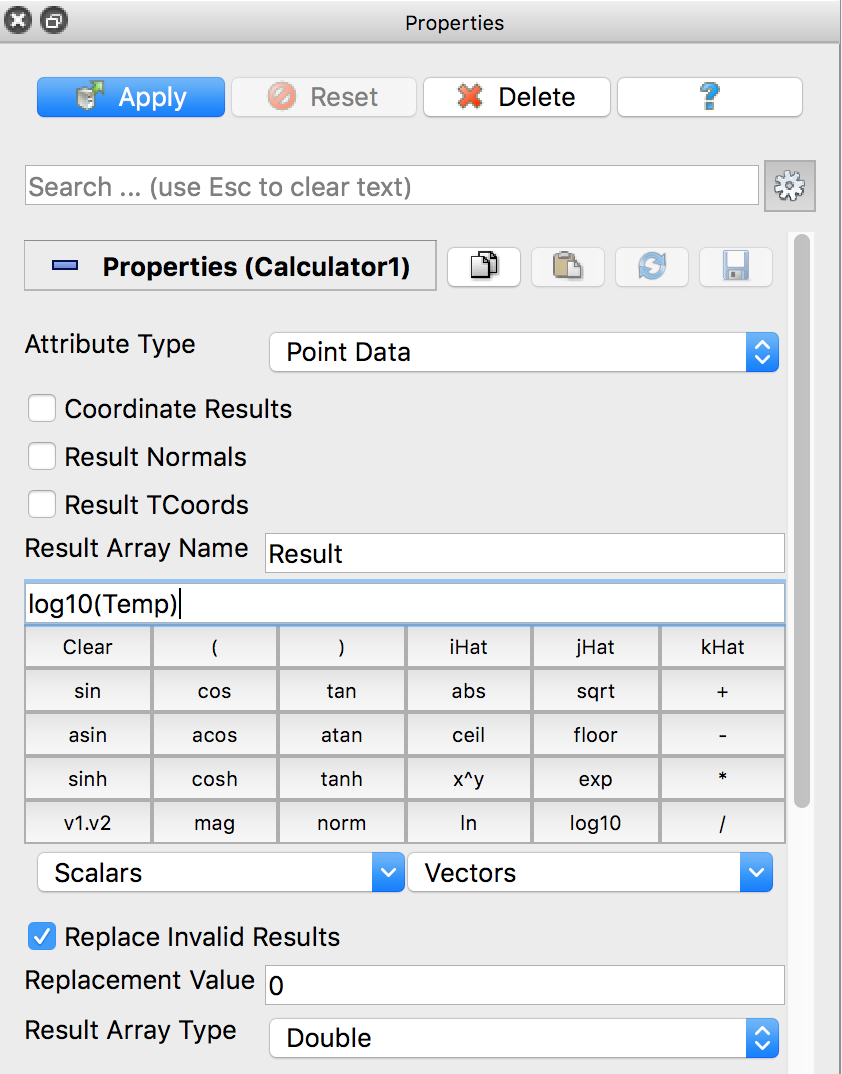 Properties
Apply Reset Delete ?
Search ... (use Esc to clear text)
Properties (Calculator1)
Attribute Type Point Data
Coordinate Results
Result Normals
Result TCoords
Result Array Name Result
log10(Temp)
Clear ( ) iHat jHat kHat
sin cos tan abs sqrt +
asin acos atan ceil floor -
sinh cosh tanh x^y exp *
v1.v2 mag norm ln log10 /
Scalars Vectors
Replace Invalid Results
Replacement Value 0
Result Array Type Double